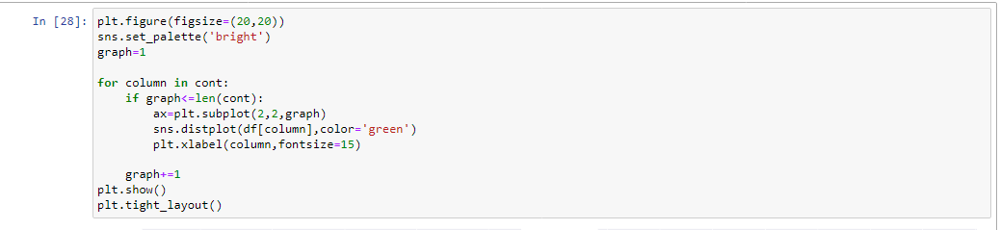 In [28]: plt.figure(figsize=(20,20))
sns.set_palette('bright')
graph=1
for column in cont:
    if graph<=len(cont):
        ax=plt.subplot(2,2,graph)
        sns.distplot(df[column],color='green')
        plt.xlabel(column,fontsize=15)
    graph+=1
plt.show()
plt.tight_layout()